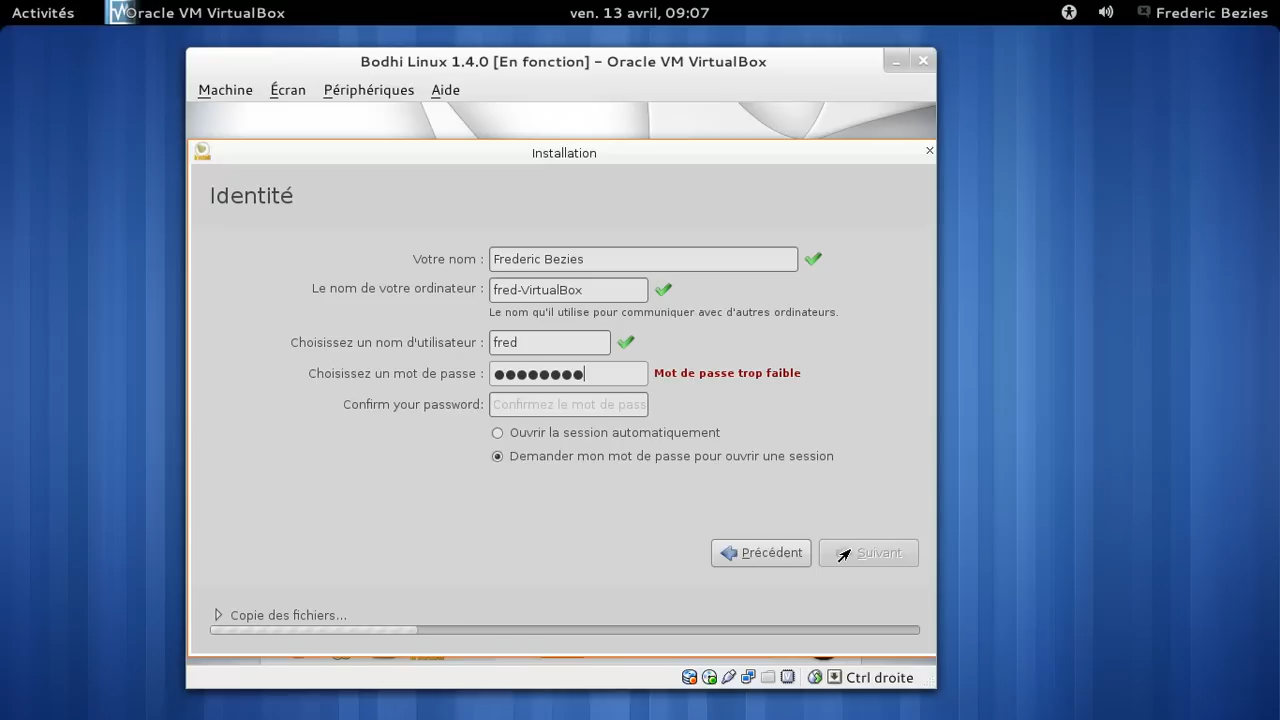 Activités Oracle VM VirtualBox ven. 13 avril, 09:07 Frederic Bezies
Bodhi Linux 1.4.0 [En fonction] – Oracle VM VirtualBox
Machine Écran Périphériques Aide
Installation
Identité
Votre nom : Frederic Bezies
Le nom de votre ordinateur : fred-VirtualBox
Le nom qu'il utilise pour communiquer avec d'autres ordinateurs.
Choisissez un nom d'utilisateur : fred
Choisissez un mot de passe : ●●●●●●●● Mot de passe trop faible
Confirm your password: Confirmez le mot de pass
Ouvrir la session automatiquement
Demander mon mot de passe pour ouvrir une session
Précédent Suivant
Copie des fichiers...
Ctrl droite